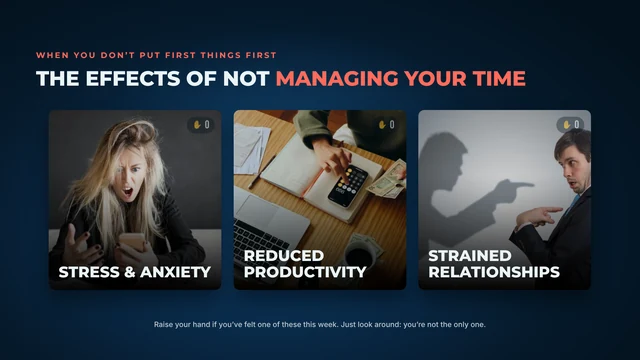 WHEN YOU DON'T PUT FIRST THINGS FIRST
THE EFFECTS OF NOT MANAGING YOUR TIME
0
0
0
STRESS & ANXIETY
REDUCED
PRODUCTIVITY
STRAINED
RELATIONSHIPS
Raise your hand if you've felt one of these this week. Just look around: you're not the only one.